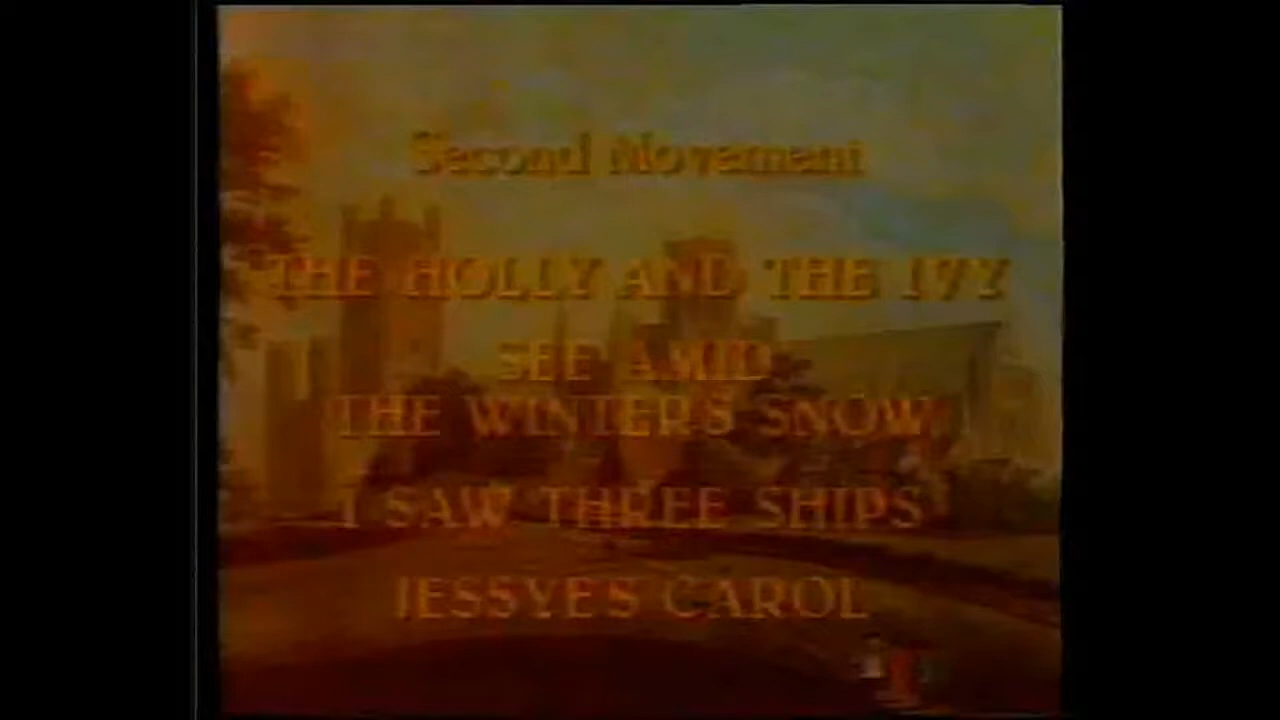 Second Movement
THE HOLLY AND THE IVY
SEE AMID
THE WINTER'S SNOW
I SAW THREE SHIPS
JESSYE'S CAROL